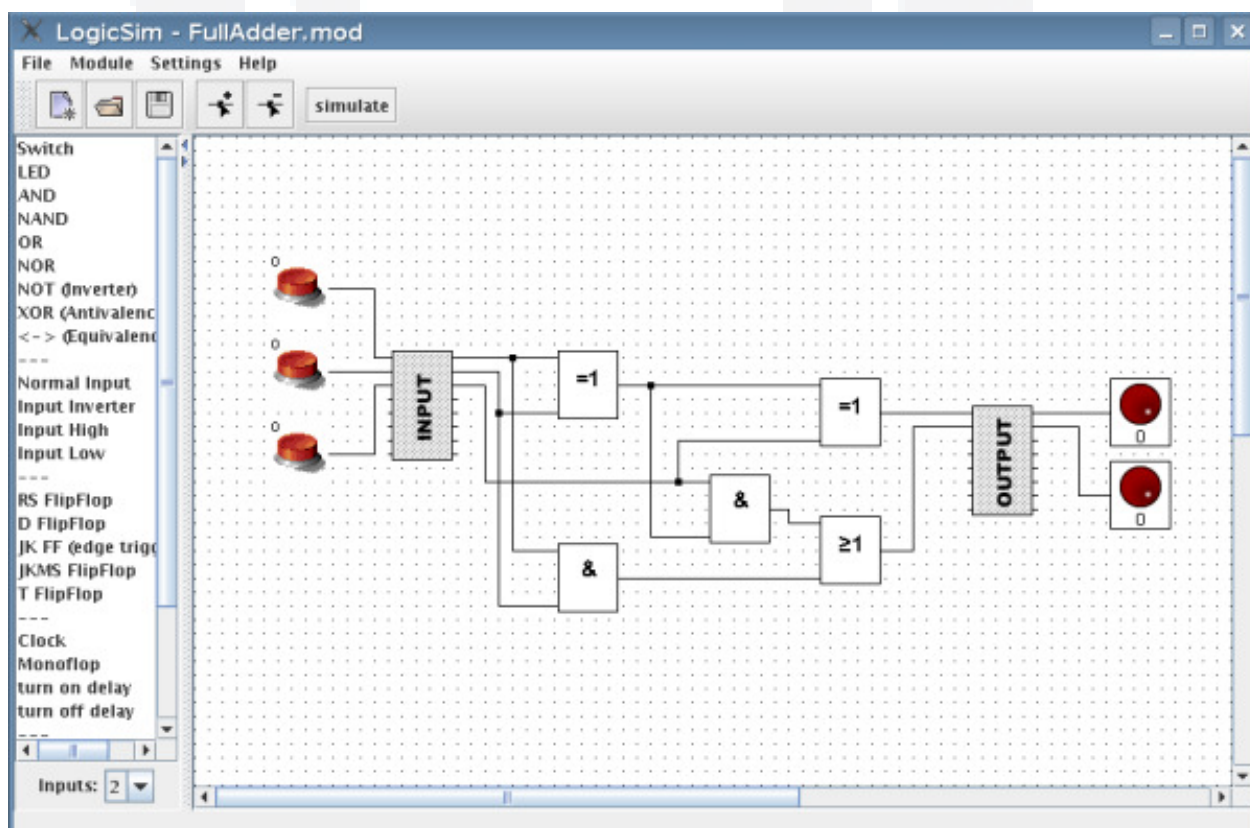 LogicSim - FullAdder.mod
File Module Settings Help
simulate
Switch
LED
AND
NAND
OR
NOR
NOT (Inverter)
XOR (Antivalenc
<-> (Equivalenc
---
Normal Input
Input Inverter
Input High
Input Low
---
RS FlipFlop
D FlipFlop
JK FF (edge trigg
JKMS FlipFlop
T FlipFlop
---
Clock
Monoflop
turn on delay
turn off delay
---
Inputs: 2
0
0
0
INPUT
=1
=1
&
&
≥1
OUTPUT
0
0